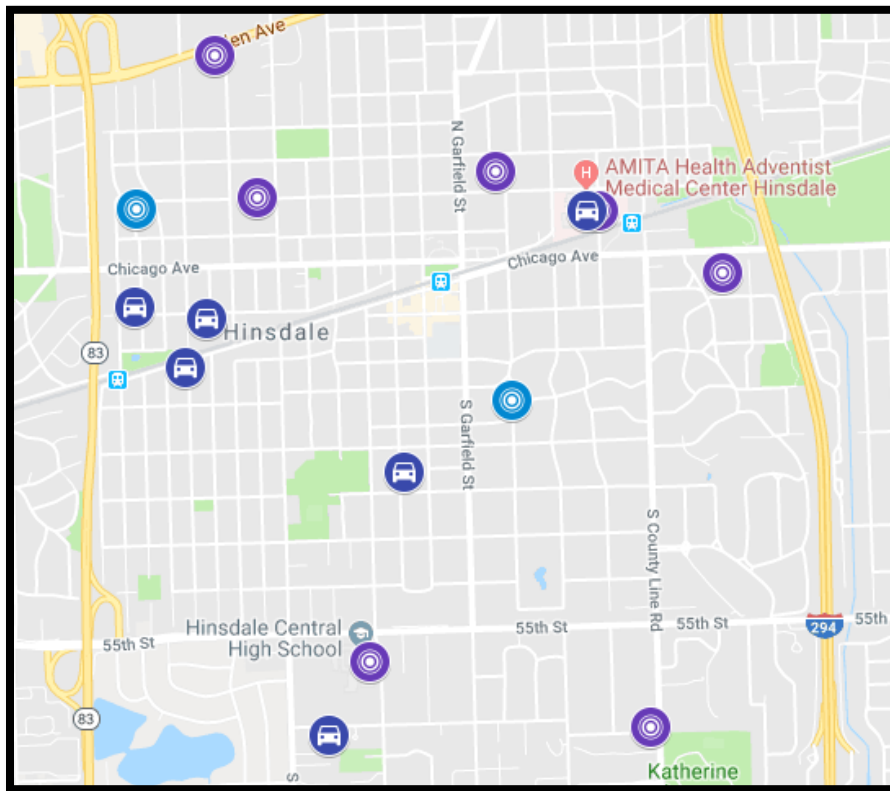 en Ave
N Garfield St
H
AMITA Health Adventist
Medical Center Hinsdale
Chicago Ave
Chicago Ave
Hinsdale
83
S Garfield St
S County Line Rd
Hinsdale Central
High School
55th St
55th St
55th St
55th
294
83
S
Katherine